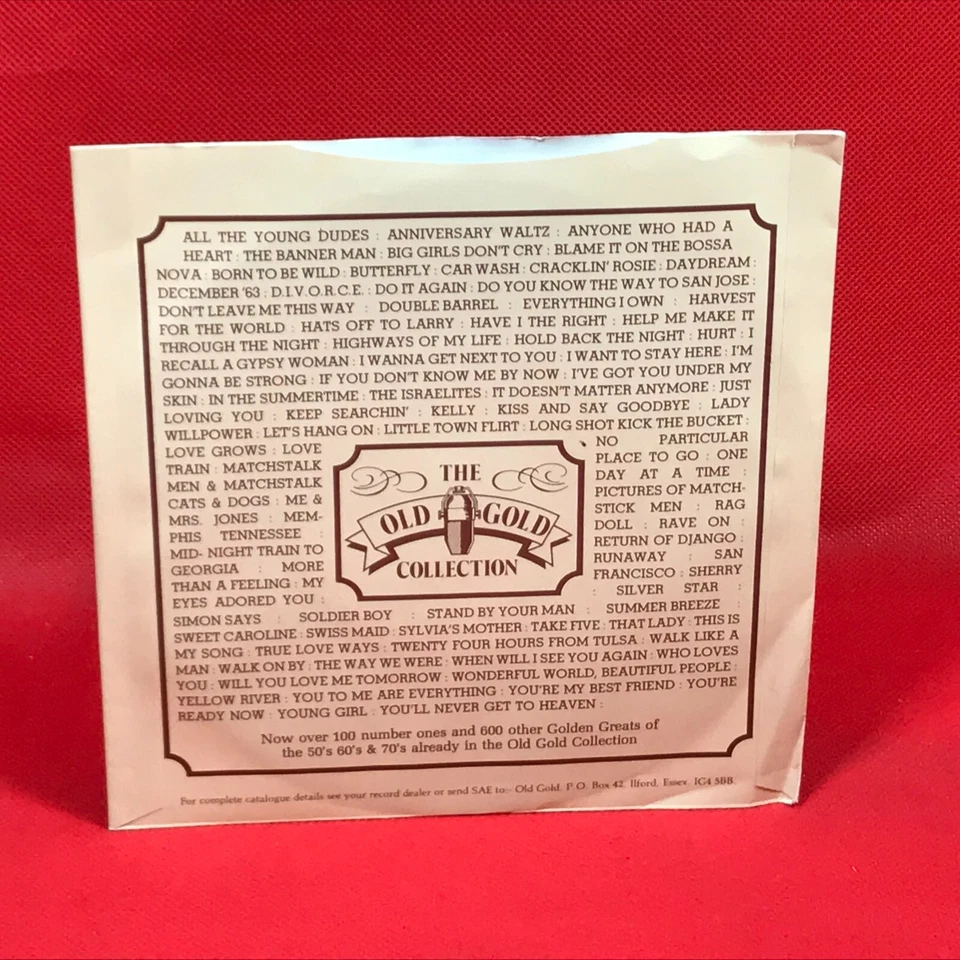 ALL THE YOUNG DUDES : ANNIVERSARY WALTZ : ANYONE WHO HAD A
HEART : THE BANNER MAN : BIG GIRLS DON'T CRY : BLAME IT ON THE BOSSA
NOVA : BORN TO BE WILD : BUTTERFLY : CAR WASH : CRACKLIN' ROSIE : DAYDREAM :
DECEMBER '63 : D.I.V.O.R.C.E. : DO IT AGAIN : DO YOU KNOW THE WAY TO SAN JOSE :
DON'T LEAVE ME THIS WAY : DOUBLE BARREL : EVERYTHING I OWN : HARVEST
FOR THE WORLD : HATS OFF TO LARRY : HAVE I THE RIGHT : HELP ME MAKE IT
THROUGH THE NIGHT : HIGHWAYS OF MY LIFE : HOLD BACK THE NIGHT : HURT : I
RECALL A GYPSY WOMAN : I WANNA GET NEXT TO YOU : I WANT TO STAY HERE : I'M
GONNA BE STRONG : IF YOU DON'T KNOW ME BY NOW : I'VE GOT YOU UNDER MY
SKIN : IN THE SUMMERTIME : THE ISRAELITES : IT DOESN'T MATTER ANYMORE : JUST
LOVING YOU : KEEP SEARCHIN' : KELLY : KISS AND SAY GOODBYE : LADY
WILLPOWER : LET'S HANG ON : LITTLE TOWN FLIRT : LONG SHOT KICK THE BUCKET :
LOVE GROWS : LOVE
TRAIN : MATCHSTALK
MEN & MATCHSTALK
CATS & DOGS : ME &
MRS. JONES : MEM-
PHIS TENNESSEE :
MID- NIGHT TRAIN TO
GEORGIA : MORE
THAN A FEELING : MY
EYES ADORED YOU :
THE
OLD GOLD
COLLECTION
NO PARTICULAR
PLACE TO GO : ONE
DAY AT A TIME :
PICTURES OF MATCH-
STICK MEN : RAG
DOLL : RAVE ON :
RETURN OF DJANGO :
RUNAWAY : SAN
FRANCISCO : SHERRY
: SILVER STAR :
SIMON SAYS : SOLDIER BOY : STAND BY YOUR MAN : SUMMER BREEZE :
SWEET CAROLINE : SWISS MAID : SYLVIA'S MOTHER : TAKE FIVE : THAT LADY : THIS IS
MY SONG : TRUE LOVE WAYS : TWENTY FOUR HOURS FROM TULSA : WALK LIKE A
MAN : WALK ON BY : THE WAY WE WERE : WHEN WILL I SEE YOU AGAIN : WHO LOVES
YOU : WILL YOU LOVE ME TOMORROW : WONDERFUL WORLD, BEAUTIFUL PEOPLE :
YELLOW RIVER : YOU TO ME ARE EVERYTHING : YOU'RE MY BEST FRIEND : YOU'RE
READY NOW : YOUNG GIRL : YOU'LL NEVER GET TO HEAVEN :
Now over 100 number ones and 600 other Golden Greats of
the 50's 60's & 70's already in the Old Gold Collection
For complete catalogue details see your record dealer or send SAE to:- Old Gold, P.O. Box 42, Ilford, Essex. IG4 5BB